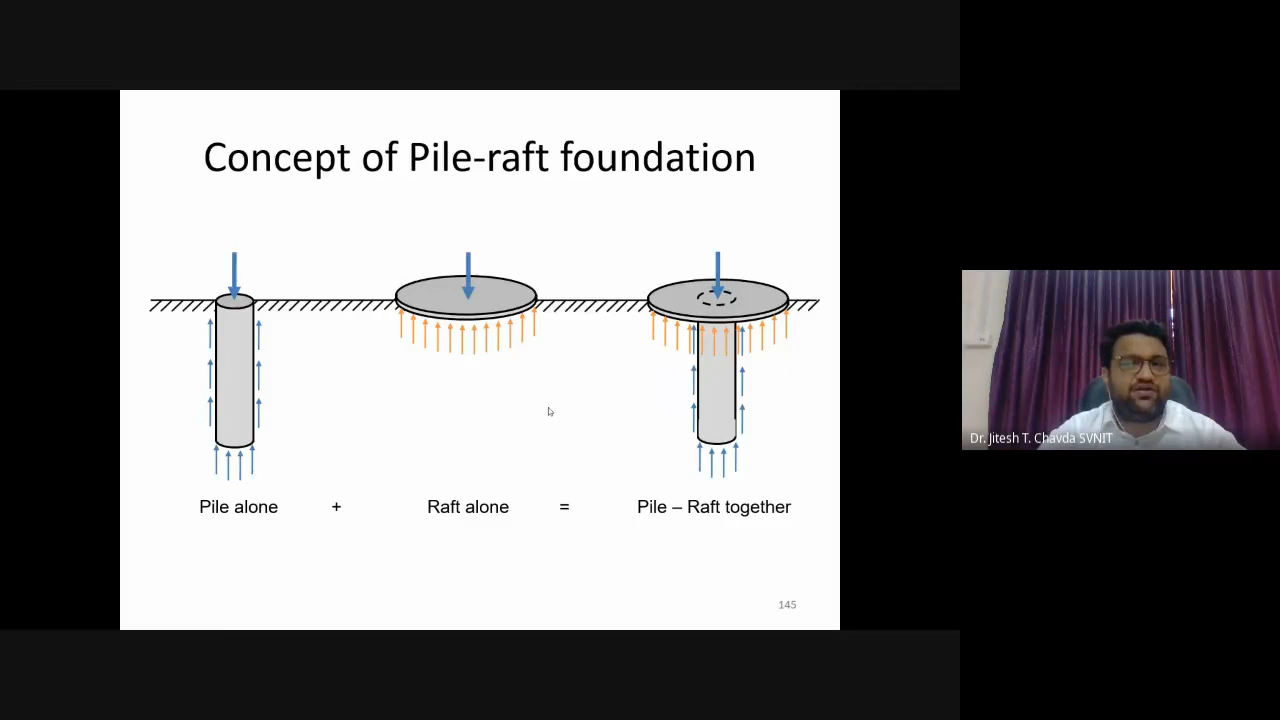 Concept of Pile-raft foundation
Pile alone + Raft alone = Pile – Raft together
145
Dr. Jitesh T. Chavda SVNIT